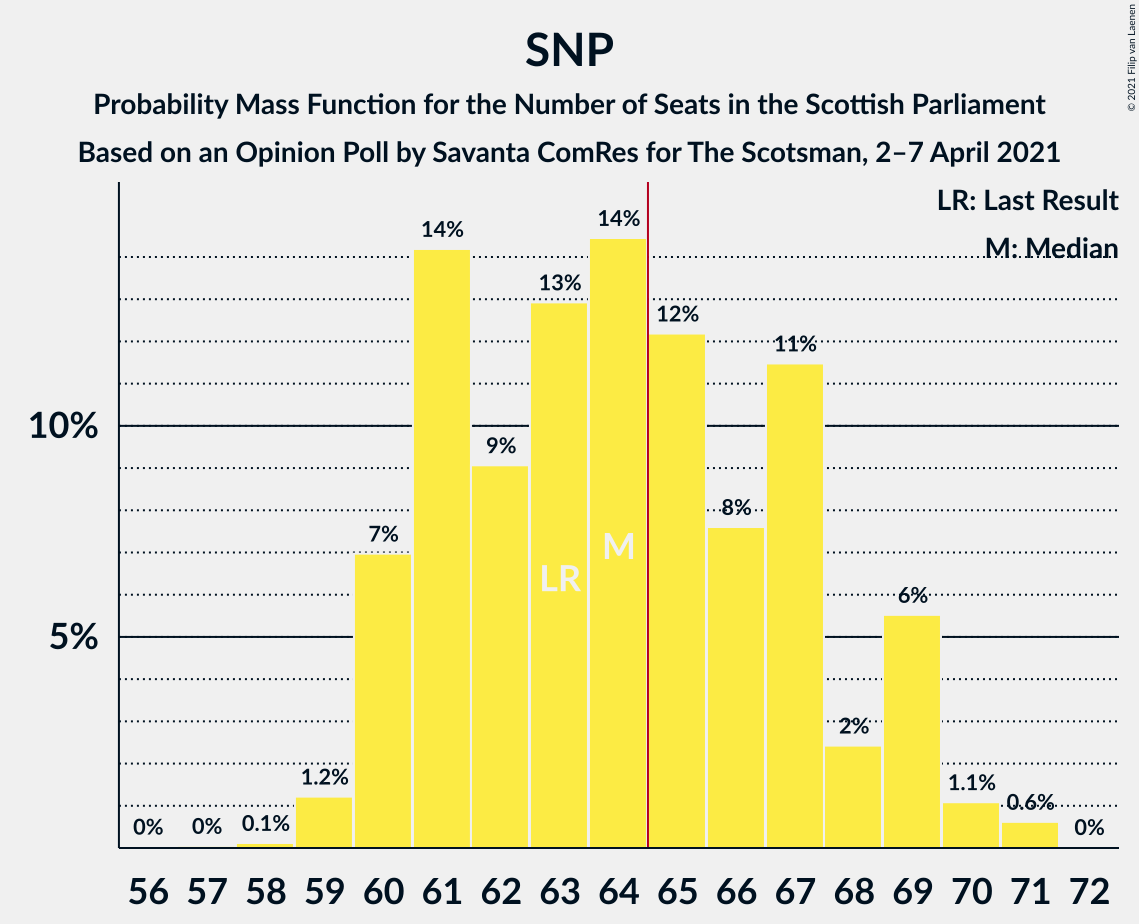 SNP
Probability Mass Function for the Number of Seats in the Scottish Parliament
Based on an Opinion Poll by Savanta ComRes for The Scotsman, 2–7 April 2021
© 2021 Filip van Laenen
LR: Last Result
M: Median
10%
5%
0%
0%
0.1%
1.2%
7%
14%
9%
13%
14%
12%
8%
11%
2%
6%
1.1%
0.6%
0%
LR
M
56 57 58 59 60 61 62 63 64 65 66 67 68 69 70 71 72